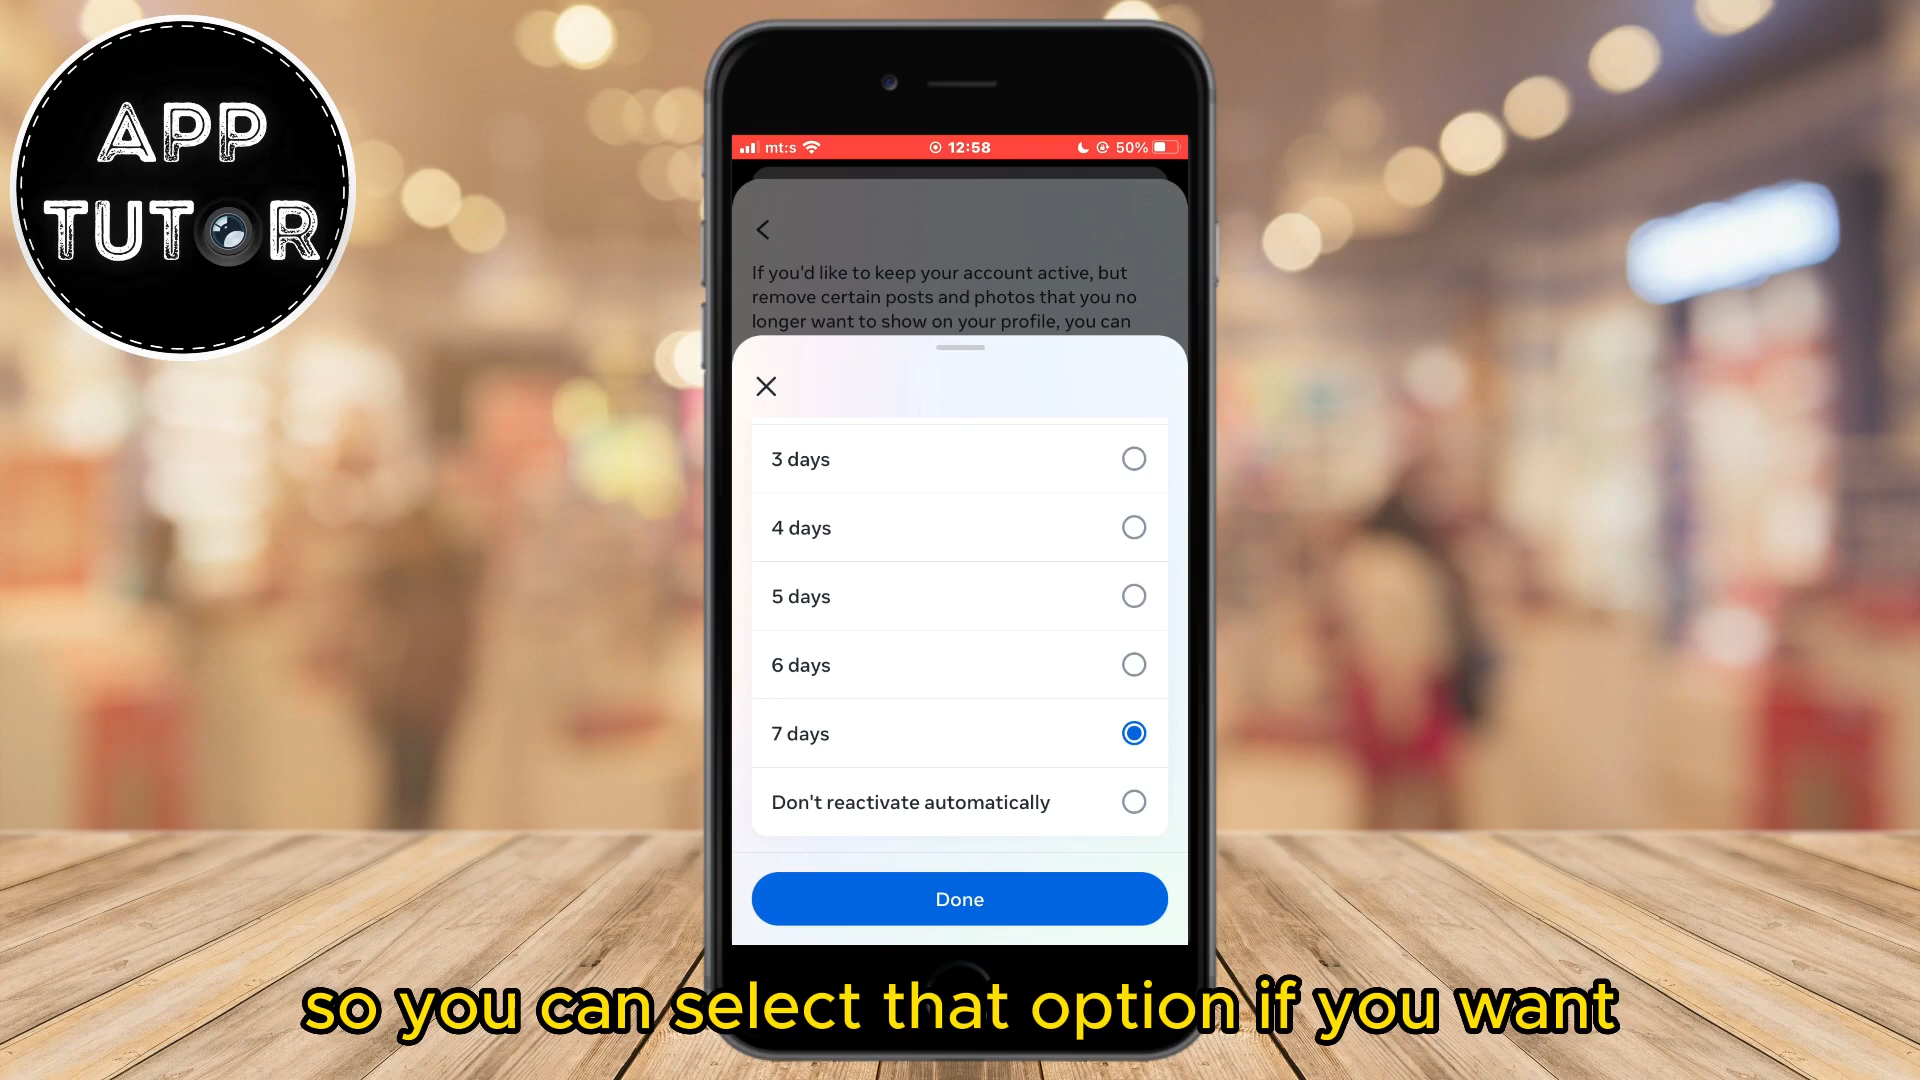 APP
TUTOR
mt:s
12:58
50%
If you'd like to keep your account active, but
remove certain posts and photos that you no
longer want to show on your profile, you can
3 days
4 days
5 days
6 days
7 days
Don't reactivate automatically
Done
so you can select that option if you want